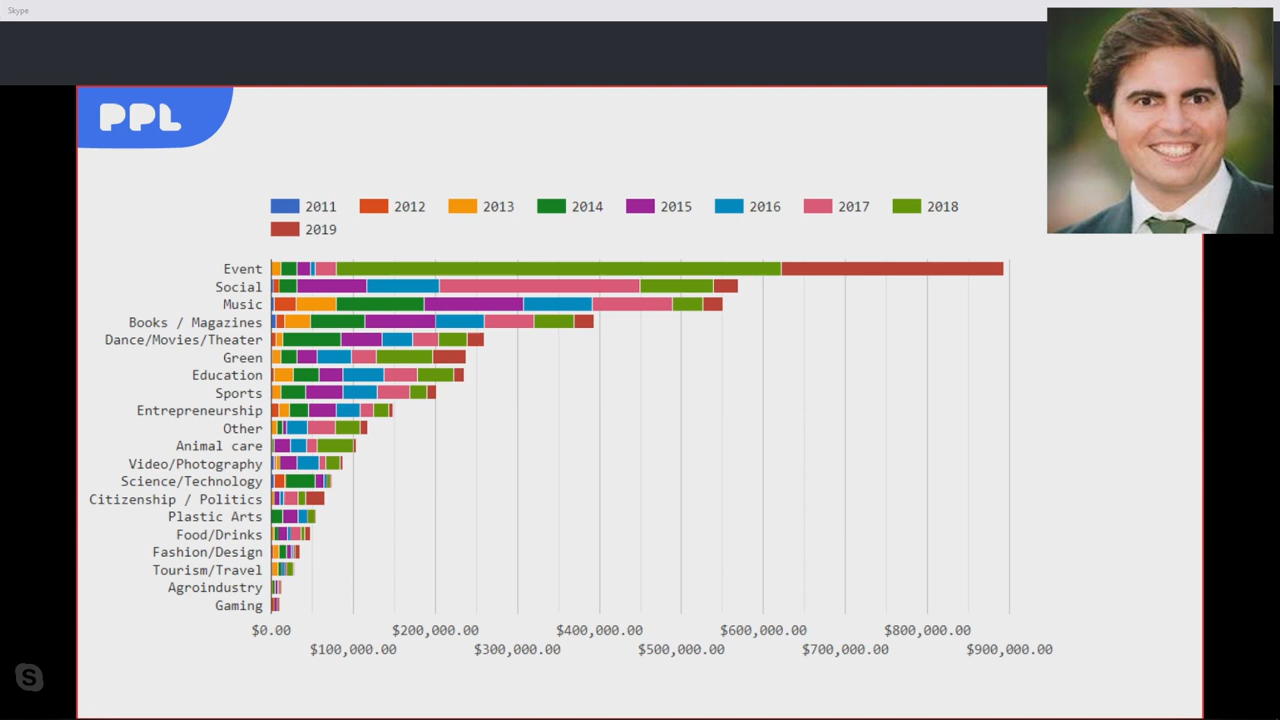 Skype
PPL
2011 2012 2013 2014 2015 2016 2017 2018
2019
Event
Social
Music
Books / Magazines
Dance/Movies/Theater
Green
Education
Sports
Entrepreneurship
Other
Animal care
Video/Photography
Science/Technology
Citizenship / Politics
Plastic Arts
Food/Drinks
Fashion/Design
Tourism/Travel
Agroindustry
Gaming
$0.00 $200,000.00 $400,000.00 $600,000.00 $800,000.00
$100,000.00 $300,000.00 $500,000.00 $700,000.00 $900,000.00
S